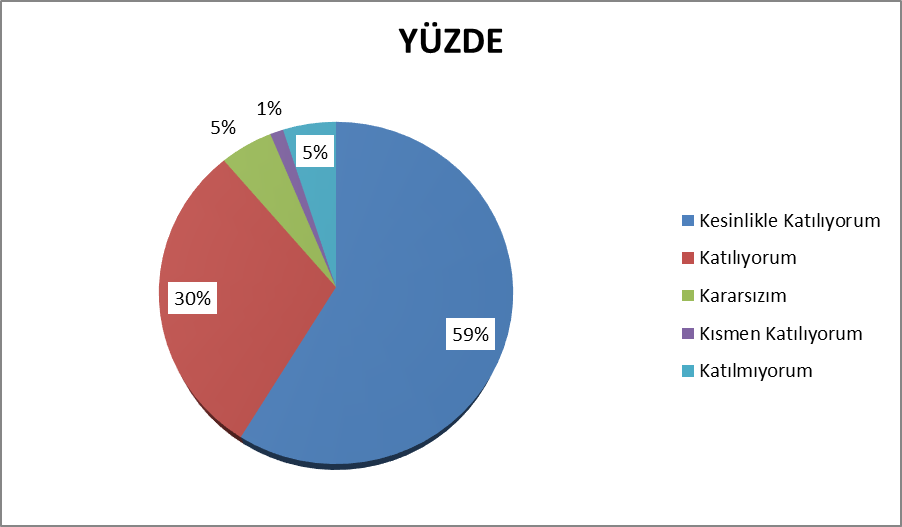 YÜZDE
1%
5%
5%
30%
59%
Kesinlikle Katılıyorum
Katılıyorum
Kararsızım
Kısmen Katılıyorum
Katılmıyorum